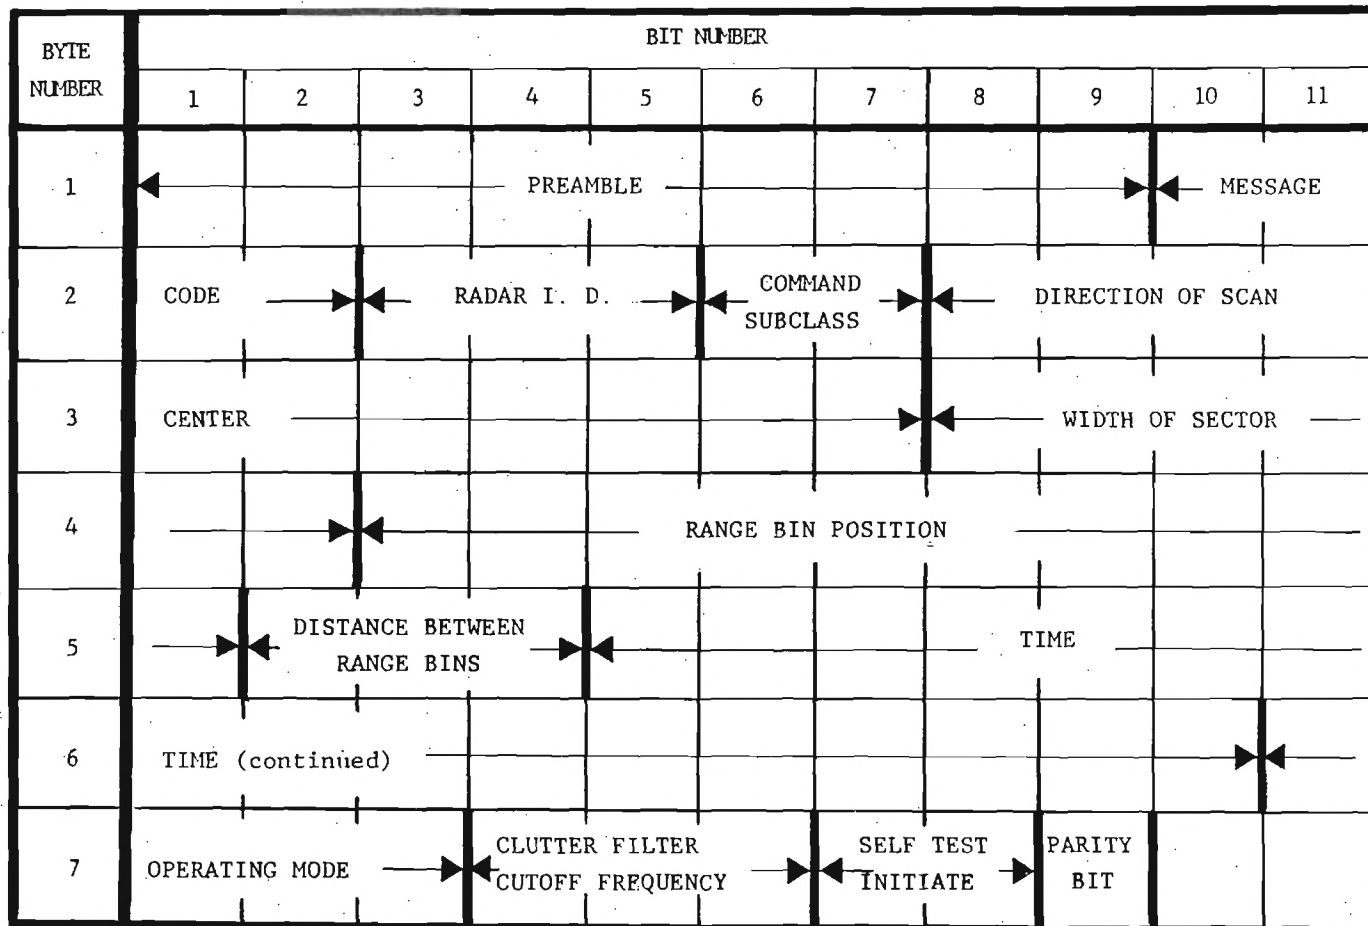 BYTE NUMBER
BIT NUMBER
1 2 3 4 5 6 7 8 9 10 11
1 PREAMBLE MESSAGE
2 CODE RADAR I. D. COMMAND SUBCLASS DIRECTION OF SCAN
3 CENTER WIDTH OF SECTOR
4 RANGE BIN POSITION
5 DISTANCE BETWEEN RANGE BINS TIME
6 TIME (continued)
7 OPERATING MODE CLUTTER FILTER CUTOFF FREQUENCY SELF TEST INITIATE PARITY BIT